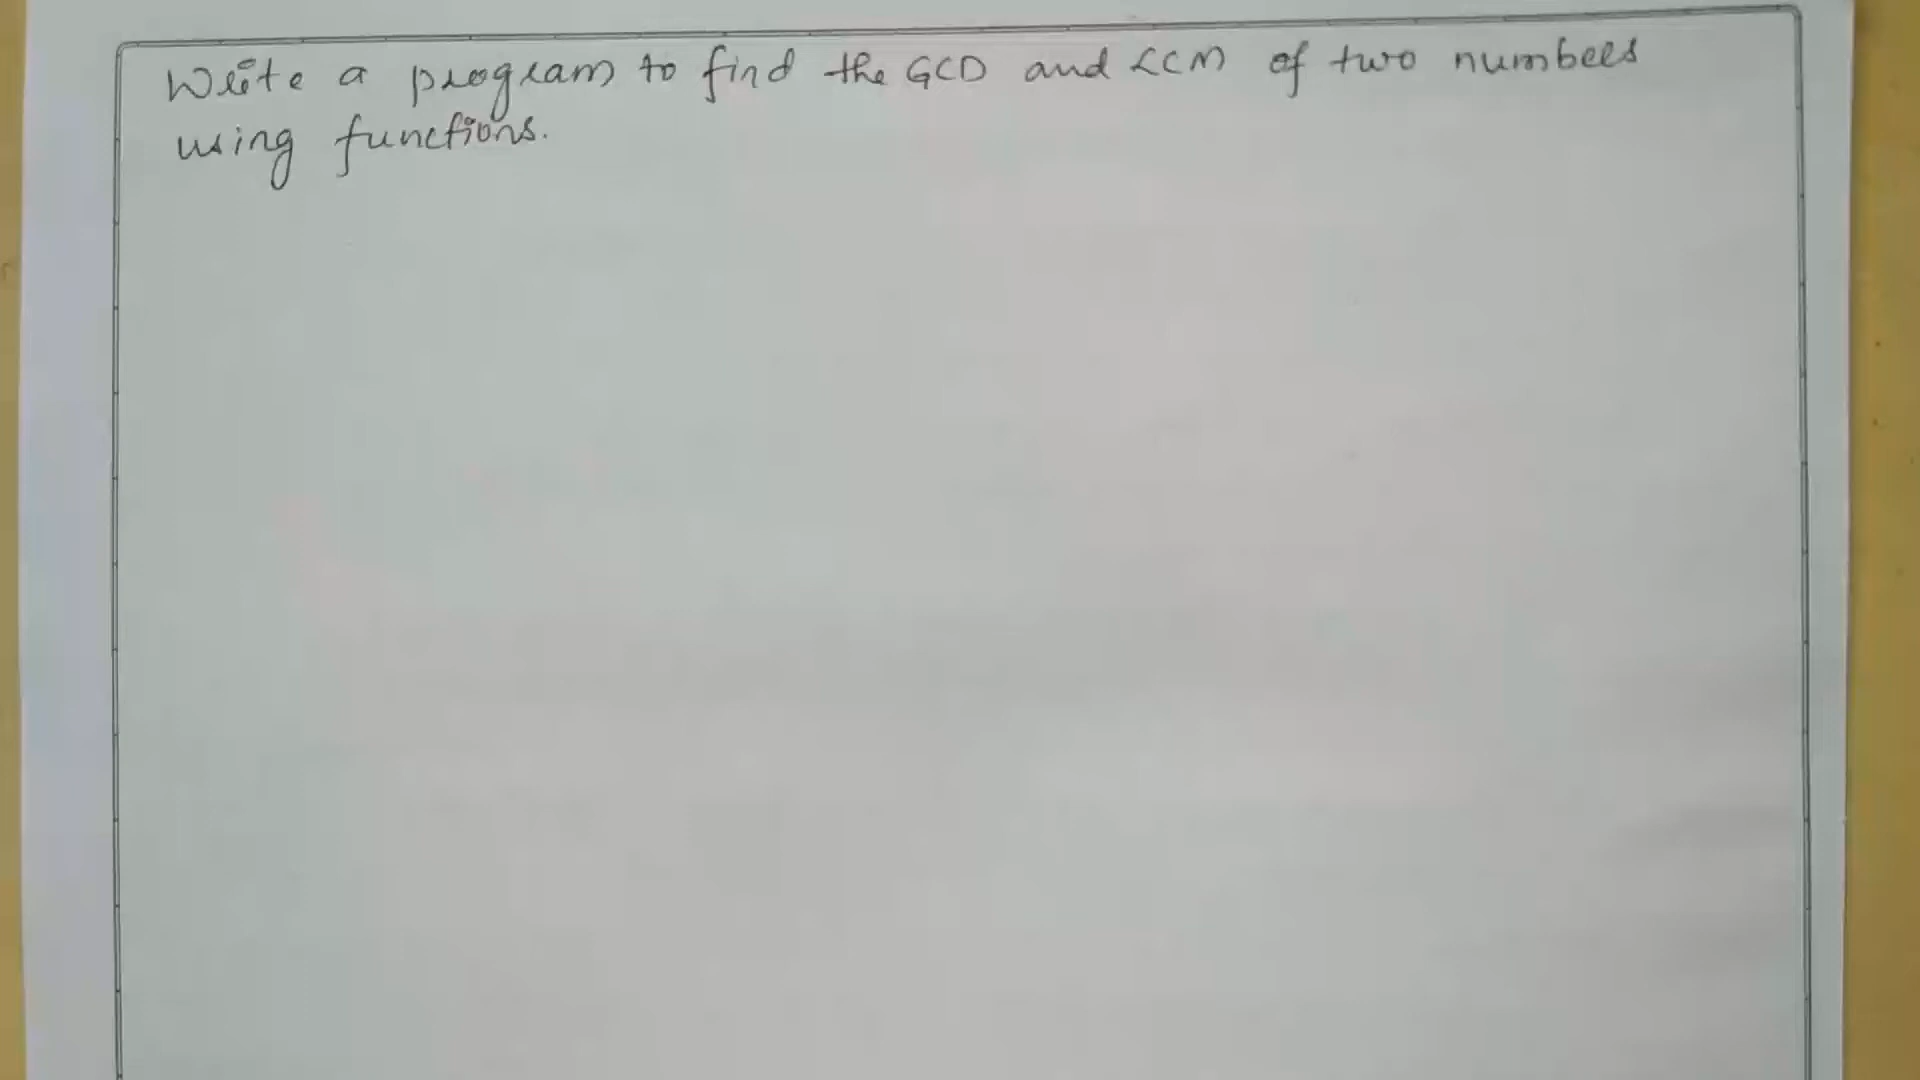 Write a program to find the GCD and LCM of two numbers
using functions.